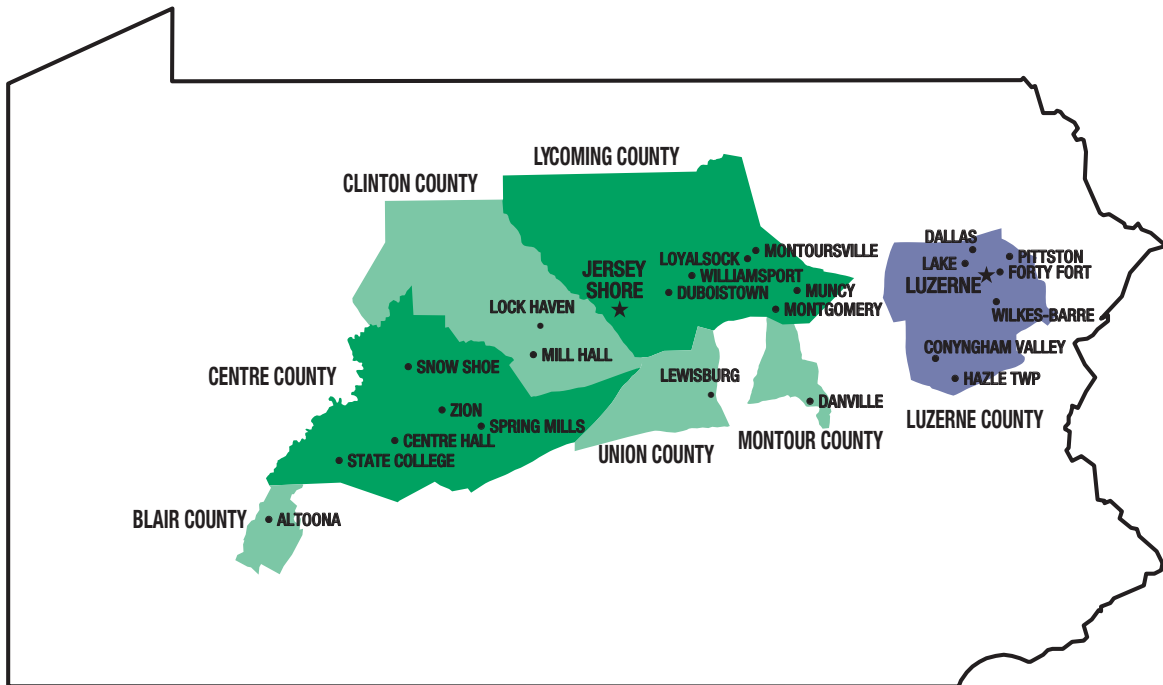 LYCOMING COUNTY
CLINTON COUNTY
DALLAS
MONTOURSVILLE
LOYALSOCK
PITTSTON
LAKE
JERSEY
SHORE
WILLIAMSPORT
FORTY FORT
LUZERNE
DUBOISTOWN
MUCNY
MONTGOMERY
LOCK HAVEN
WILKES-BARRE
MILL HALL
CONYNGHAM VALLEY
SNOW SHOE
CENTRE COUNTY
LEWISBURG
HAZLE TWP
ZION
DANVILLE
SPRING MILLS
LUZERNE COUNTY
CENTRE HALL
MONTOUR COUNTY
UNION COUNTY
STATE COLLEGE
BLAIR COUNTY
ALTOONA